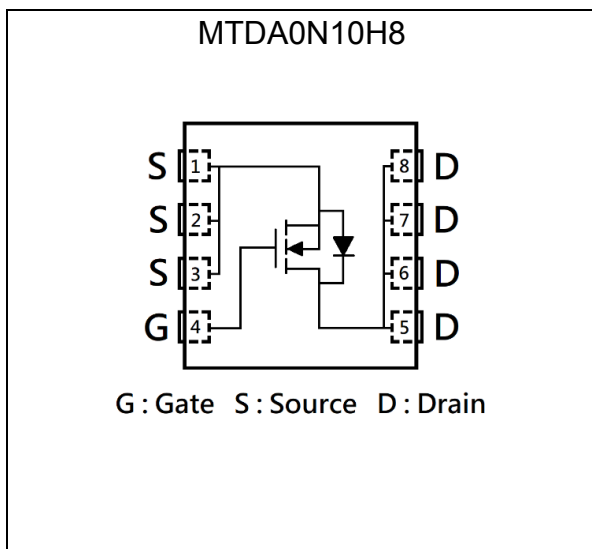 MTDA0N10H8
S 1 8 D
S 2 7 D
S 3 6 D
G 4 5 D
G : Gate S : Source D : Drain